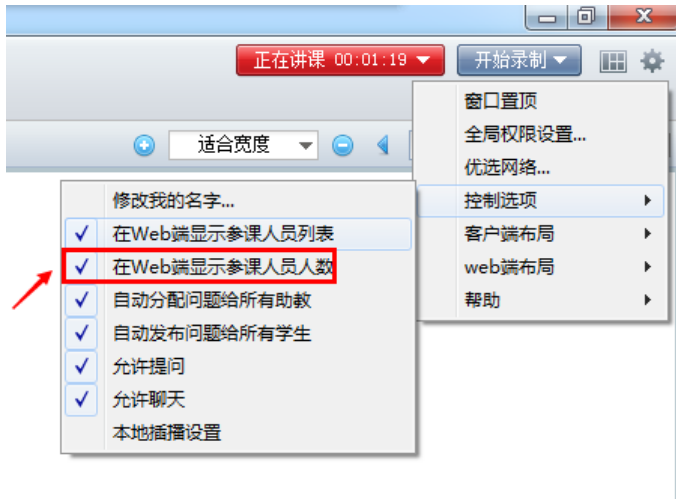 正在讲课 00:01:19
开始录制
适合宽度
窗口置顶
全局权限设置...
优选网络...
控制选项
客户端布局
web端布局
帮助
修改我的名字...
在Web端显示参课人员列表
在Web端显示参课人员人数
自动分配问题给所有助教
自动发布问题给所有学生
允许提问
允许聊天
本地插播设置